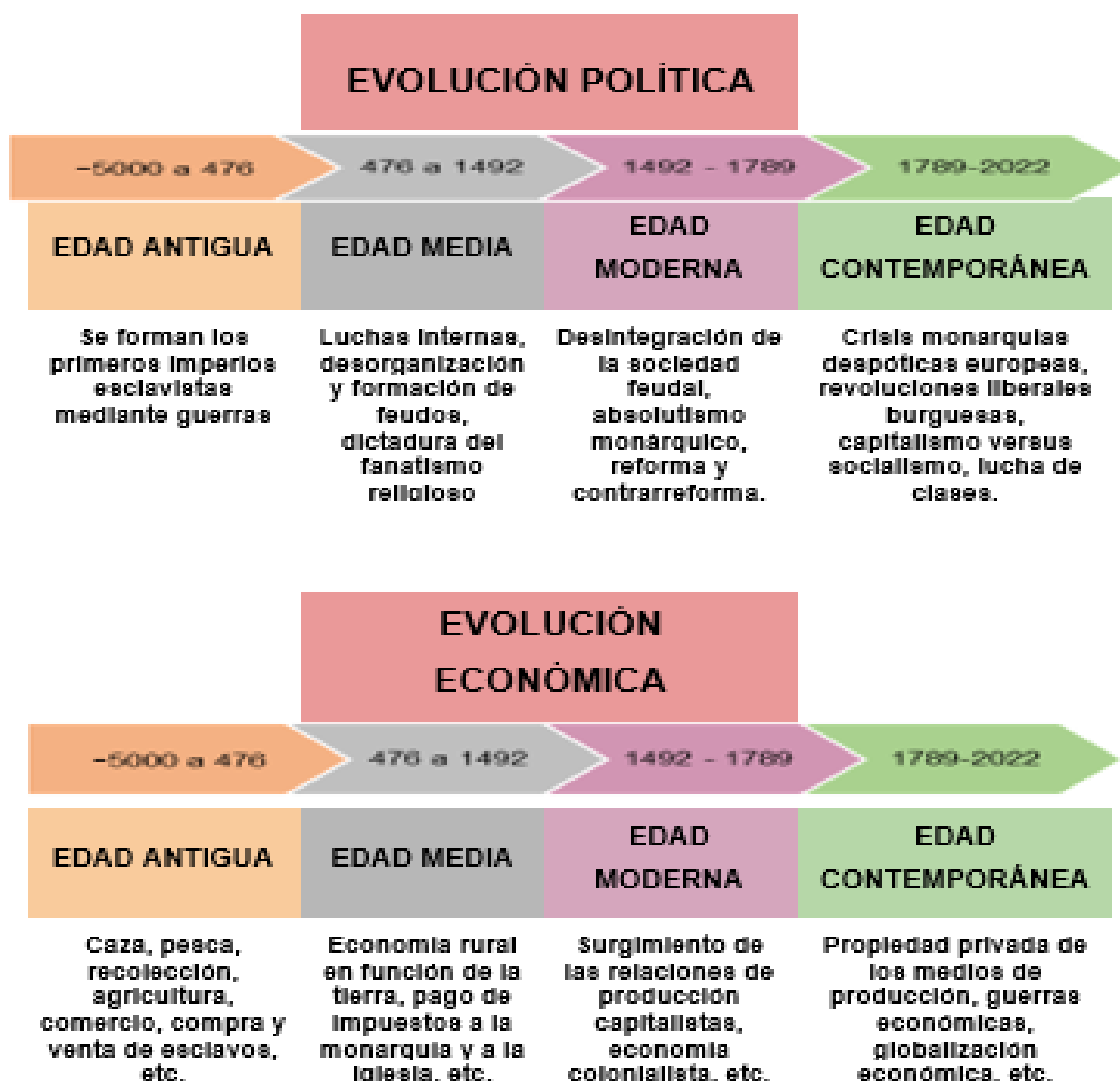 EVOLUCIÓN POLÍTICA
-5000 a 476
476 a 1492
1492 - 1789
1789-2022
EDAD ANTIGUA
EDAD MEDIA
EDAD
MODERNA
EDAD
CONTEMPORÁNEA
Se forman los
primeros imperios
esclavistas
mediante guerras
Luchas internas,
desorganización
y formación de
feudos,
dictadura del
fanatismo
religioso
Desintegración de
la sociedad
feudal,
absolutismo
monárquico,
reforma y
contrarreforma.
Crisis monarquías
despóticas europeas,
revoluciones liberales
burguesas,
capitalismo versus
socialismo, lucha de
clases.
EVOLUCIÓN
ECONÓMICA
-5000 a 476
476 a 1492
1492 - 1789
1789-2022
EDAD ANTIGUA
EDAD MEDIA
EDAD
MODERNA
EDAD
CONTEMPORÁNEA
Caza, pesca,
recolección,
agricultura,
comercio, compra y
venta de esclavos,
etc.
Economía rural
en función de la
tierra, pago de
impuestos a la
monarquía y a la
iglesia, etc.
Surgimiento de
las relaciones de
producción
capitalistas,
economía
colonialista, etc.
Propiedad privada de
los medios de
producción, guerras
económicas,
globalización
económica, etc.